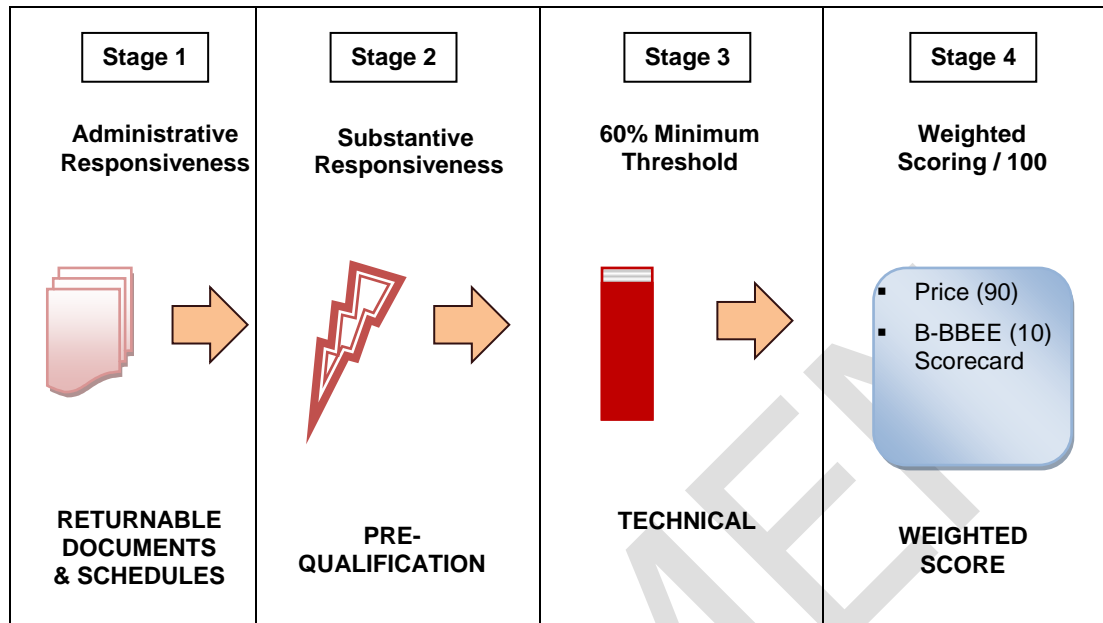 Stage 1
Administrative
Responsiveness
RETURNABLE
DOCUMENTS
& SCHEDULES
Stage 2
Substantive
Responsiveness
PRE-
QUALIFICATION
Stage 3
60% Minimum
Threshold
TECHNICAL
Stage 4
Weighted
Scoring / 100
▪ Price (90)
▪ B-BBEE (10)
Scorecard
WEIGHTED
SCORE